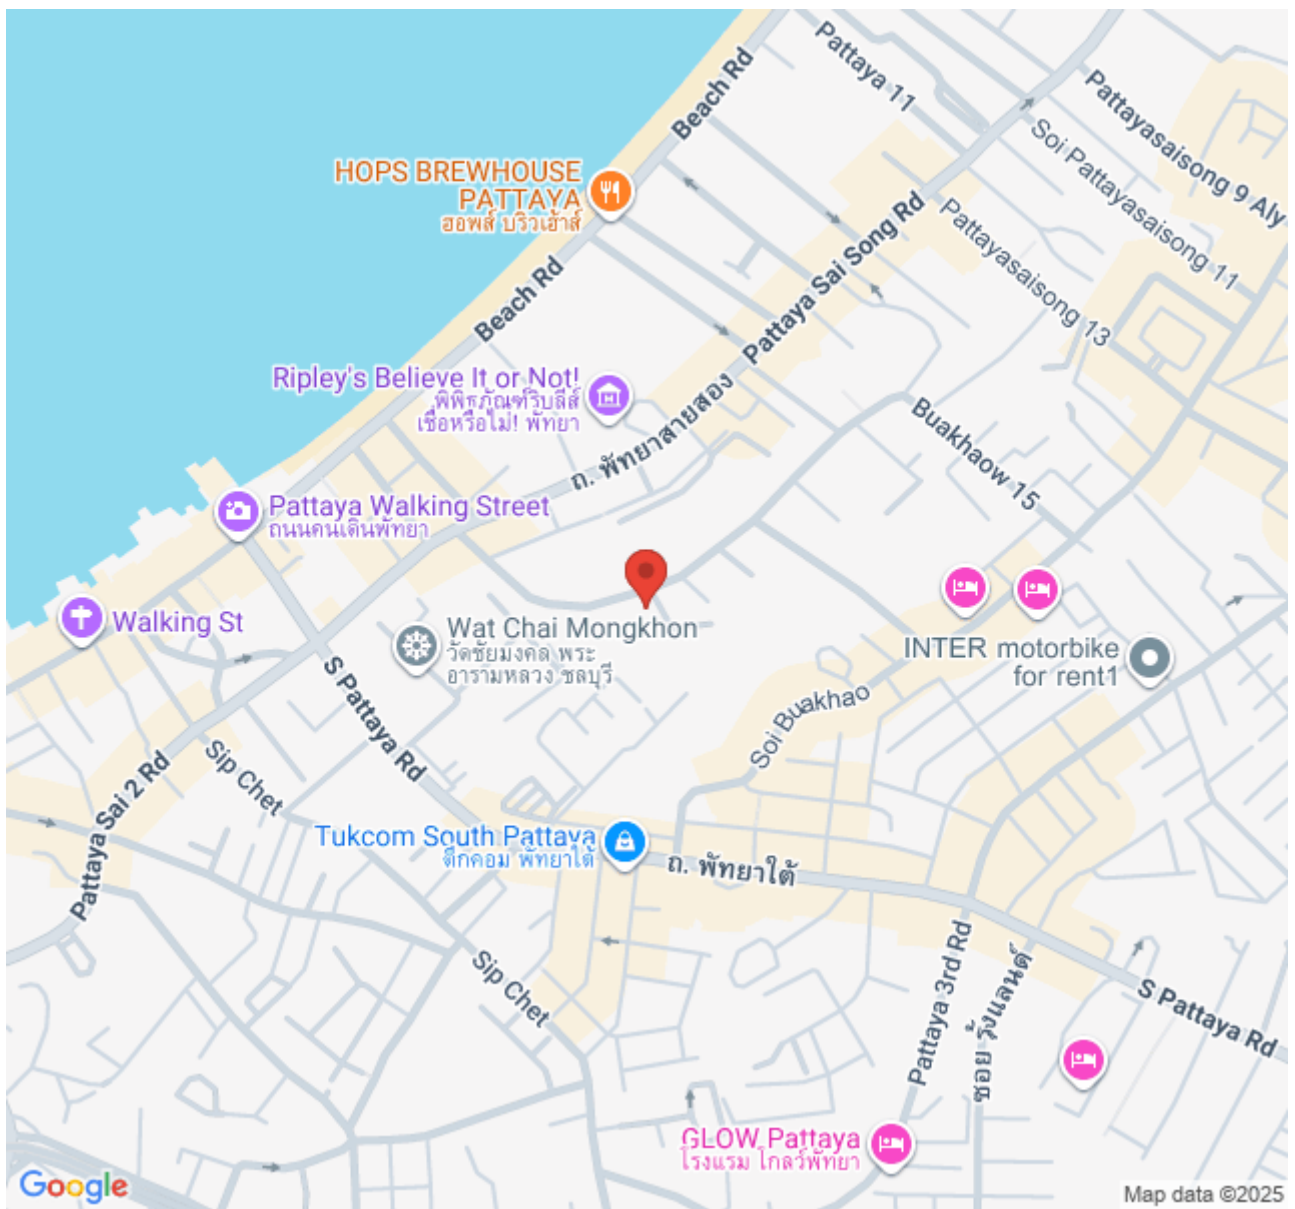 Pattaya 11
Beach Rd
Pattayasaisong 9 Aly
HOPS BREWHOUSE
PATTAYA
ฮอพส์ บริวเฮ้าส์
Soi Pattayasaisong 11
Pattaya Sai Song Rd
Pattayasaisong 13
Beach Rd
Ripley's Believe It or Not!
พิพิธภัณฑ์ริบลีส์
เชื่อหรือไม่! พัทยา
ถ. พัทยาสายสอง
Buakhaow 15
Pattaya Walking Street
ถนนคนเดินพัทยา
Walking St
Wat Chai Mongkhon
วัดชัยมงคล พระ
อารามหลวง ชลบุรี
INTER motorbike
for rent1
S Pattaya Rd
Soi Buakhao
Sip Chet
Pattaya Sai 2 Rd
Tukcom South Pattaya
ตึกคอม พัทยาใต้
ถ. พัทยาใต้
Sip Chet
Pattaya 3rd Rd
ซอย รุ้งแลนด์
S Pattaya Rd
GLOW Pattaya
โรงแรม โกลว์พัทยา
Google
Map data ©2025